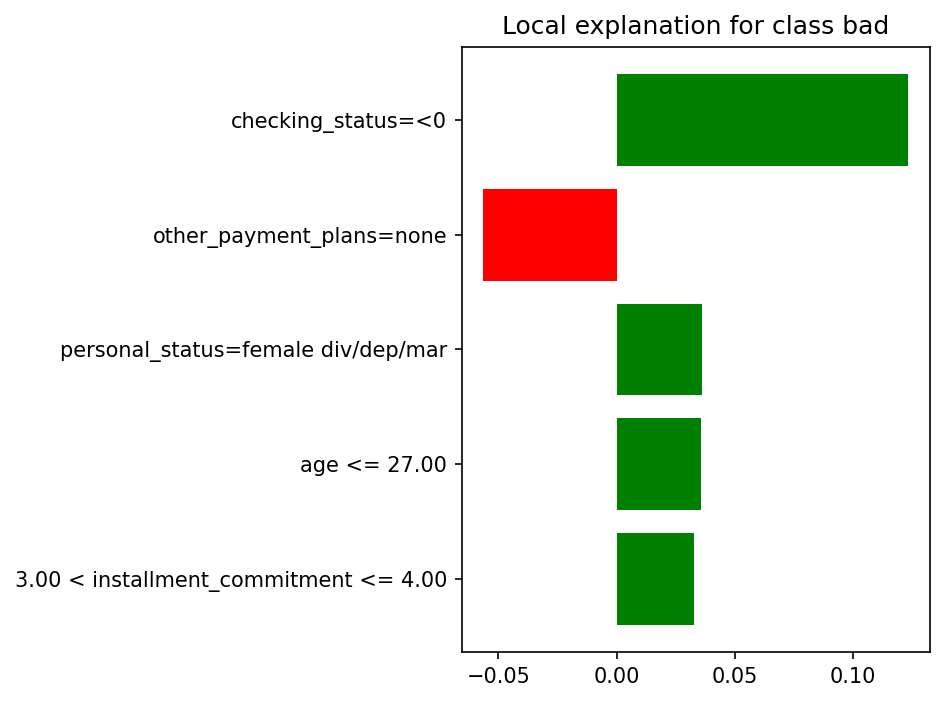 Local explanation for class bad
checking_status=<0
other_payment_plans=none
personal_status=female div/dep/mar
age <= 27.00
3.00 < installment_commitment <= 4.00
−0.05 0.00 0.05 0.10